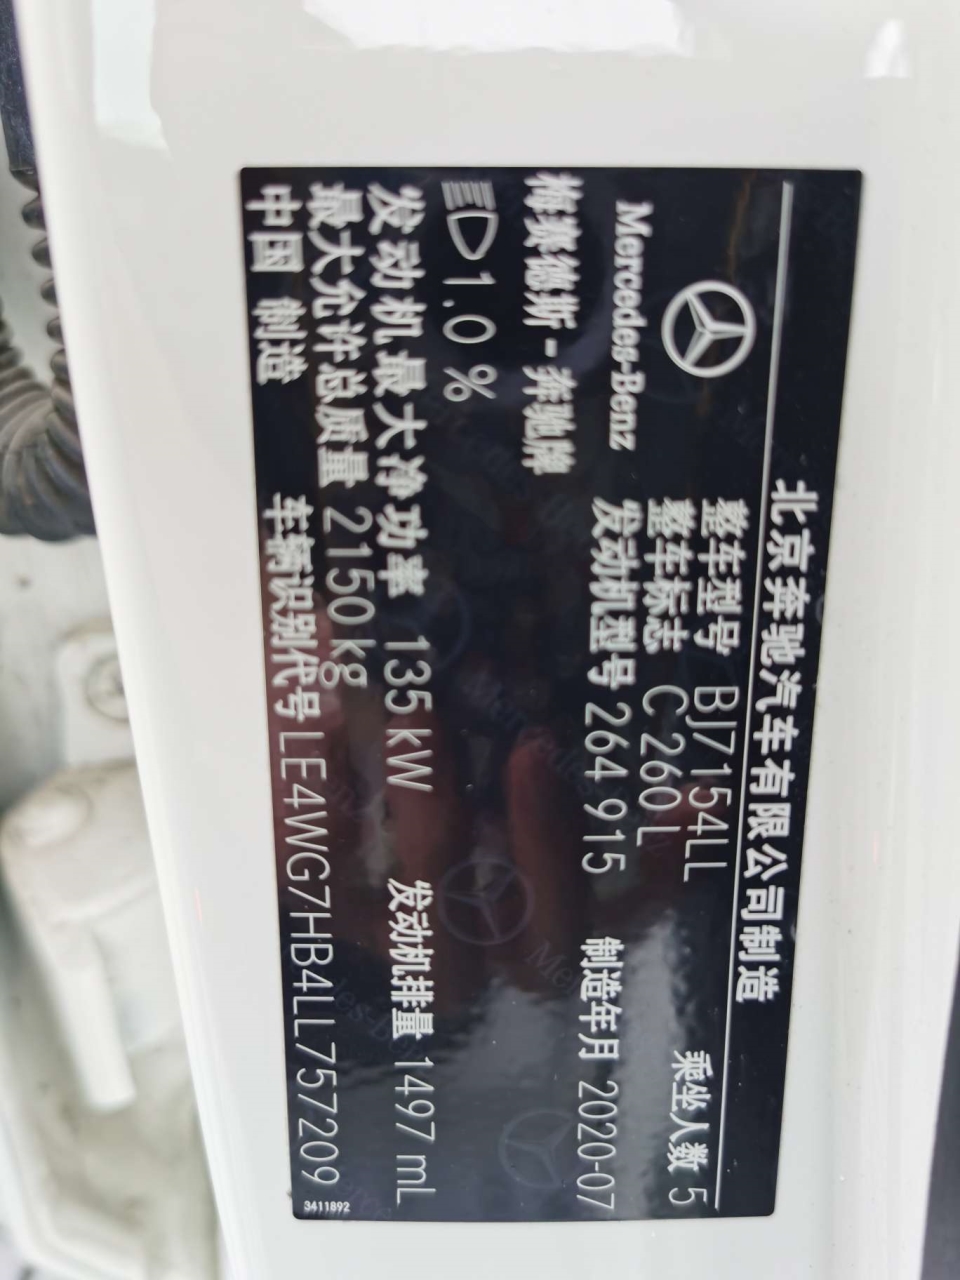 北京奔驰汽车有限公司制造
Mercedes-Benz
整车型号 BJ7154LL 乘坐人数 5
整车标志 C 260 L
发动机型号 264 915 制造年月 2020-07
梅赛德斯-奔驰牌
1.0 %
发动机最大净功率 135 kW 发动机排量 1497 mL
最大允许总质量 2150 kg
中国 制造 车辆识别代号 LE4WG7HB4LL757209
3411892